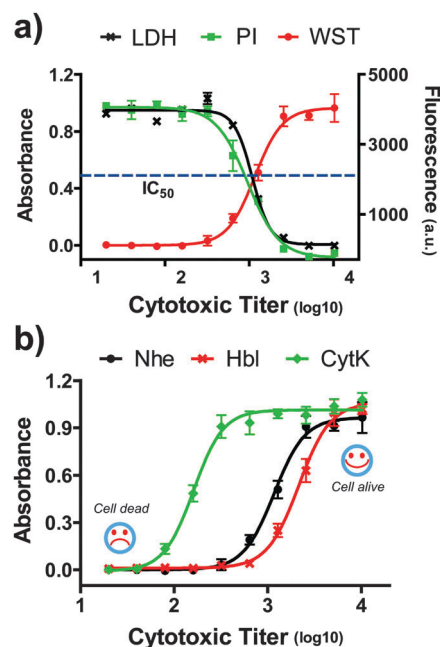 a)
LDH PI WST
1.2
0.8
0.4
0.0
Absorbance
5000
4000
3000
2000
1000
Fluorescence (a.u.)
IC50
1 2 3 4
Cytotoxic Titer (log10)
b)
Nhe Hbl CytK
1.2
0.9
0.6
0.3
0.0
Absorbance
Cell dead
Cell alive
1 2 3 4
Cytotoxic Titer (log10)